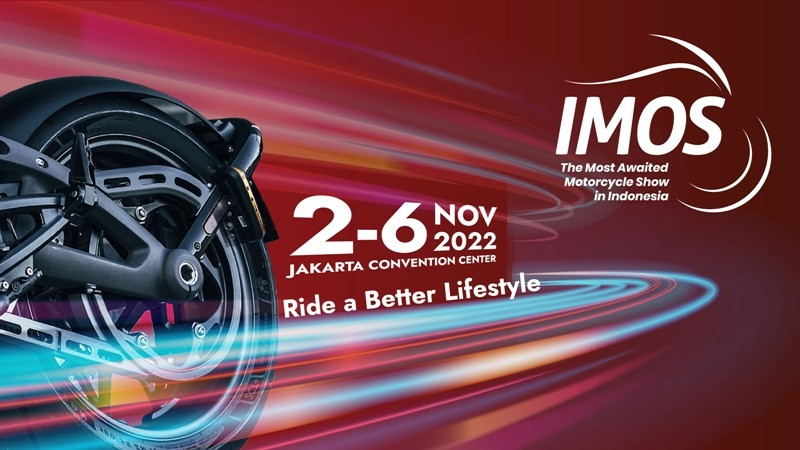 IMOS
The Most Awaited
Motorcycle Show
in Indonesia
2-6 NOV
2022
JAKARTA CONVENTION CENTER
Ride a Better Lifestyle